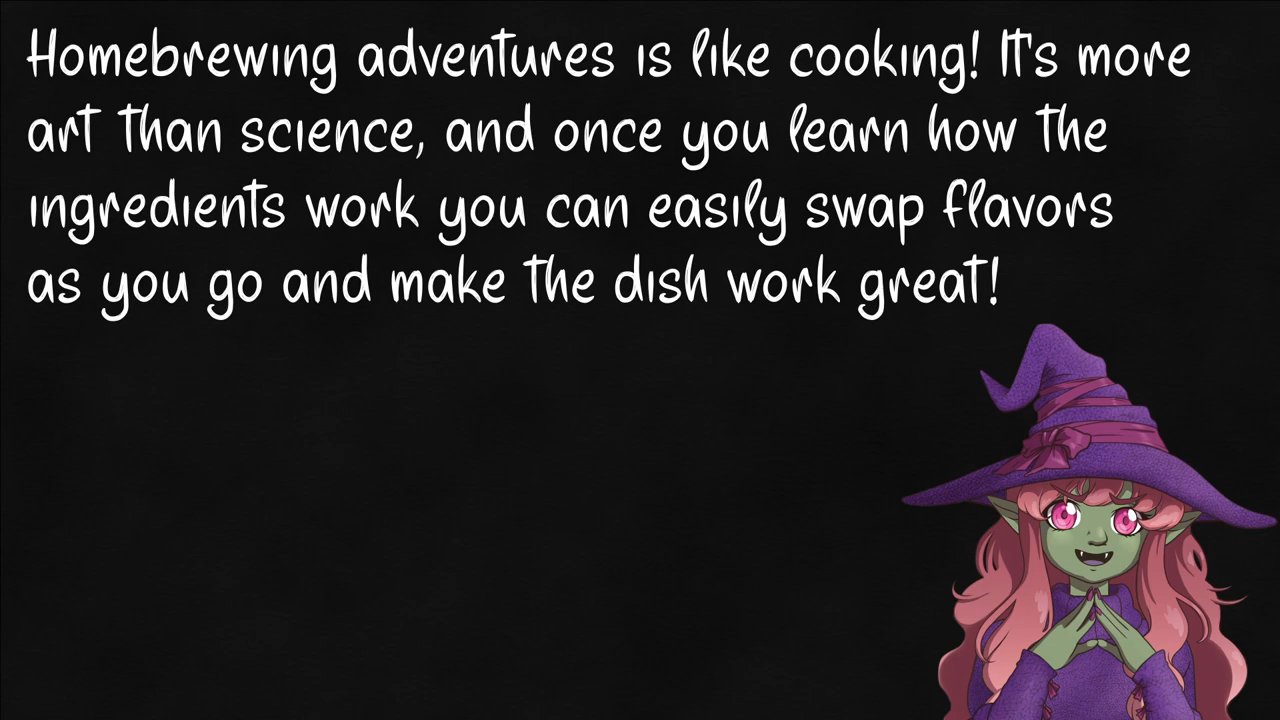 Homebrewing adventures is like cooking! It's more
art than science, and once you learn how the
ingredients work you can easily swap flavors
as you go and make the dish work great!